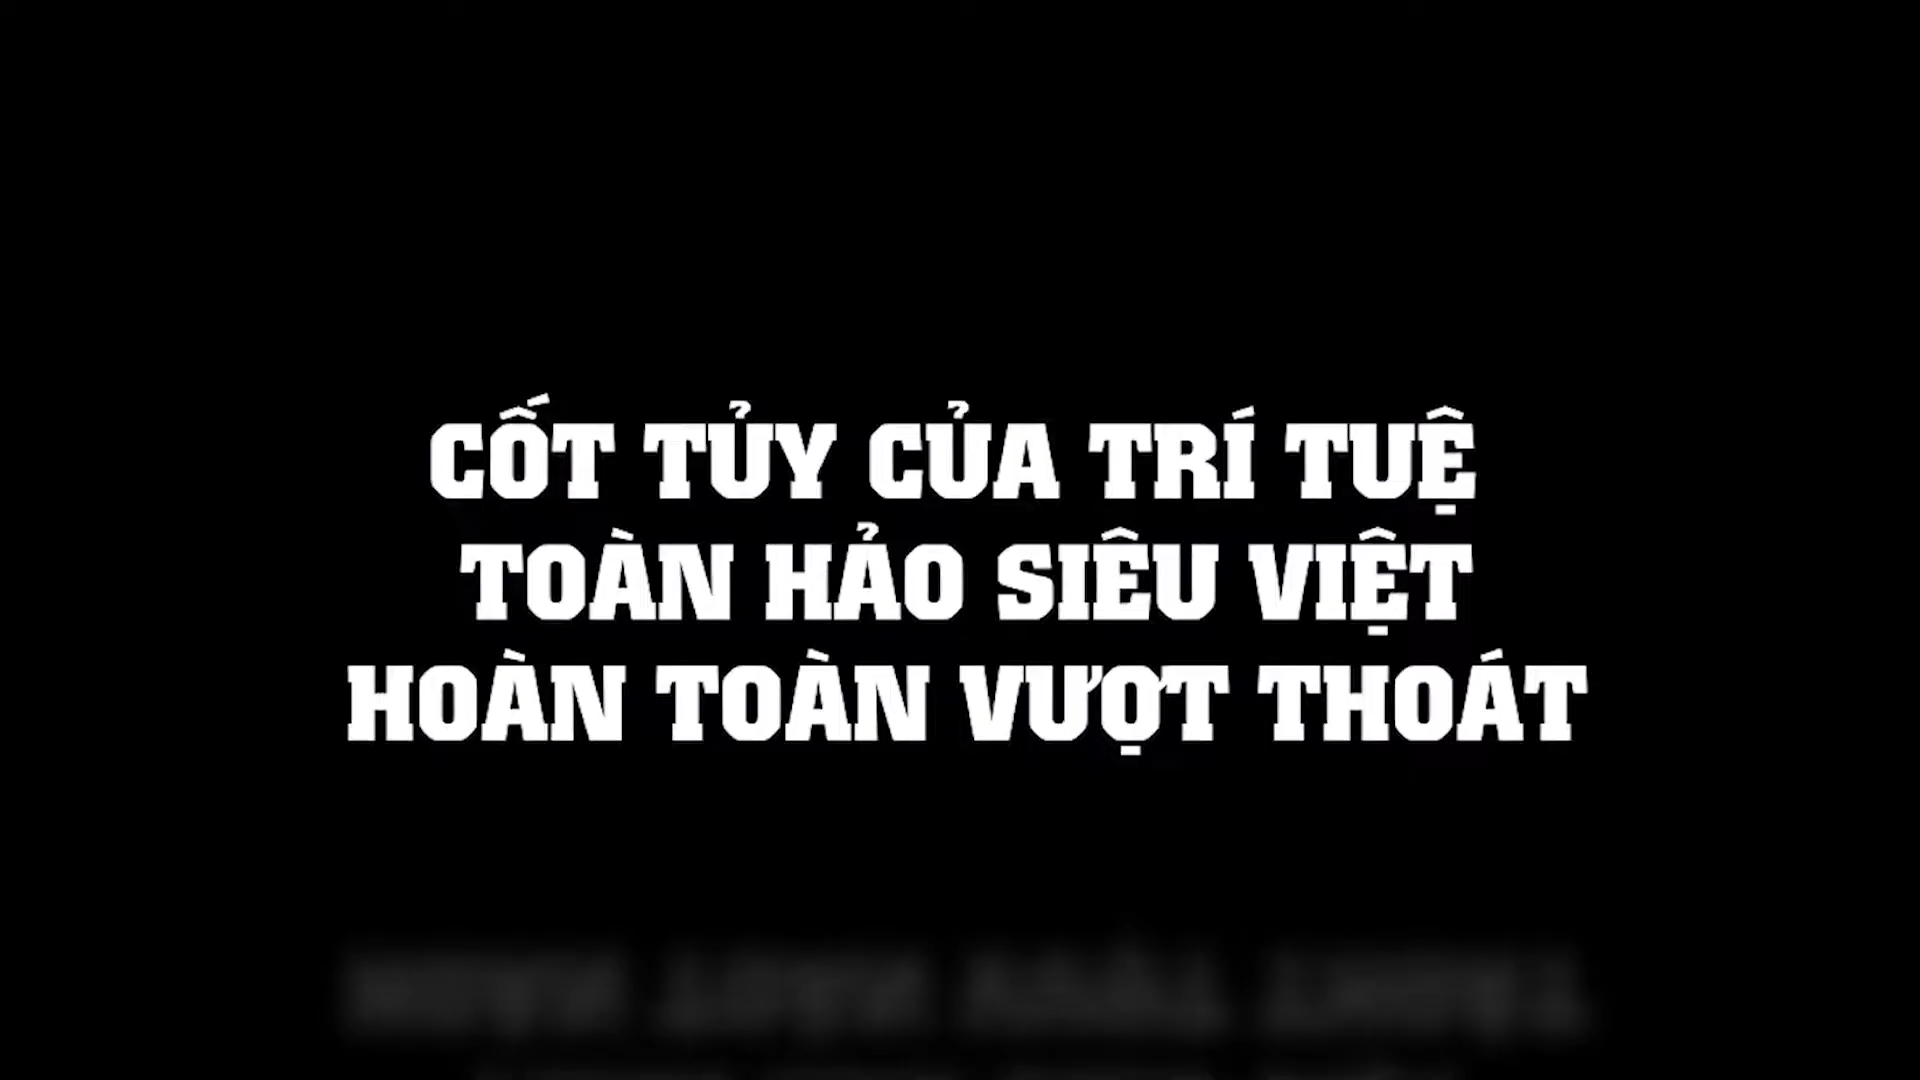 CỐT TỦY CỦA TRÍ TUỆ
TOÀN HẢO SIÊU VIỆT
HOÀN TOÀN VƯỢT THOÁT